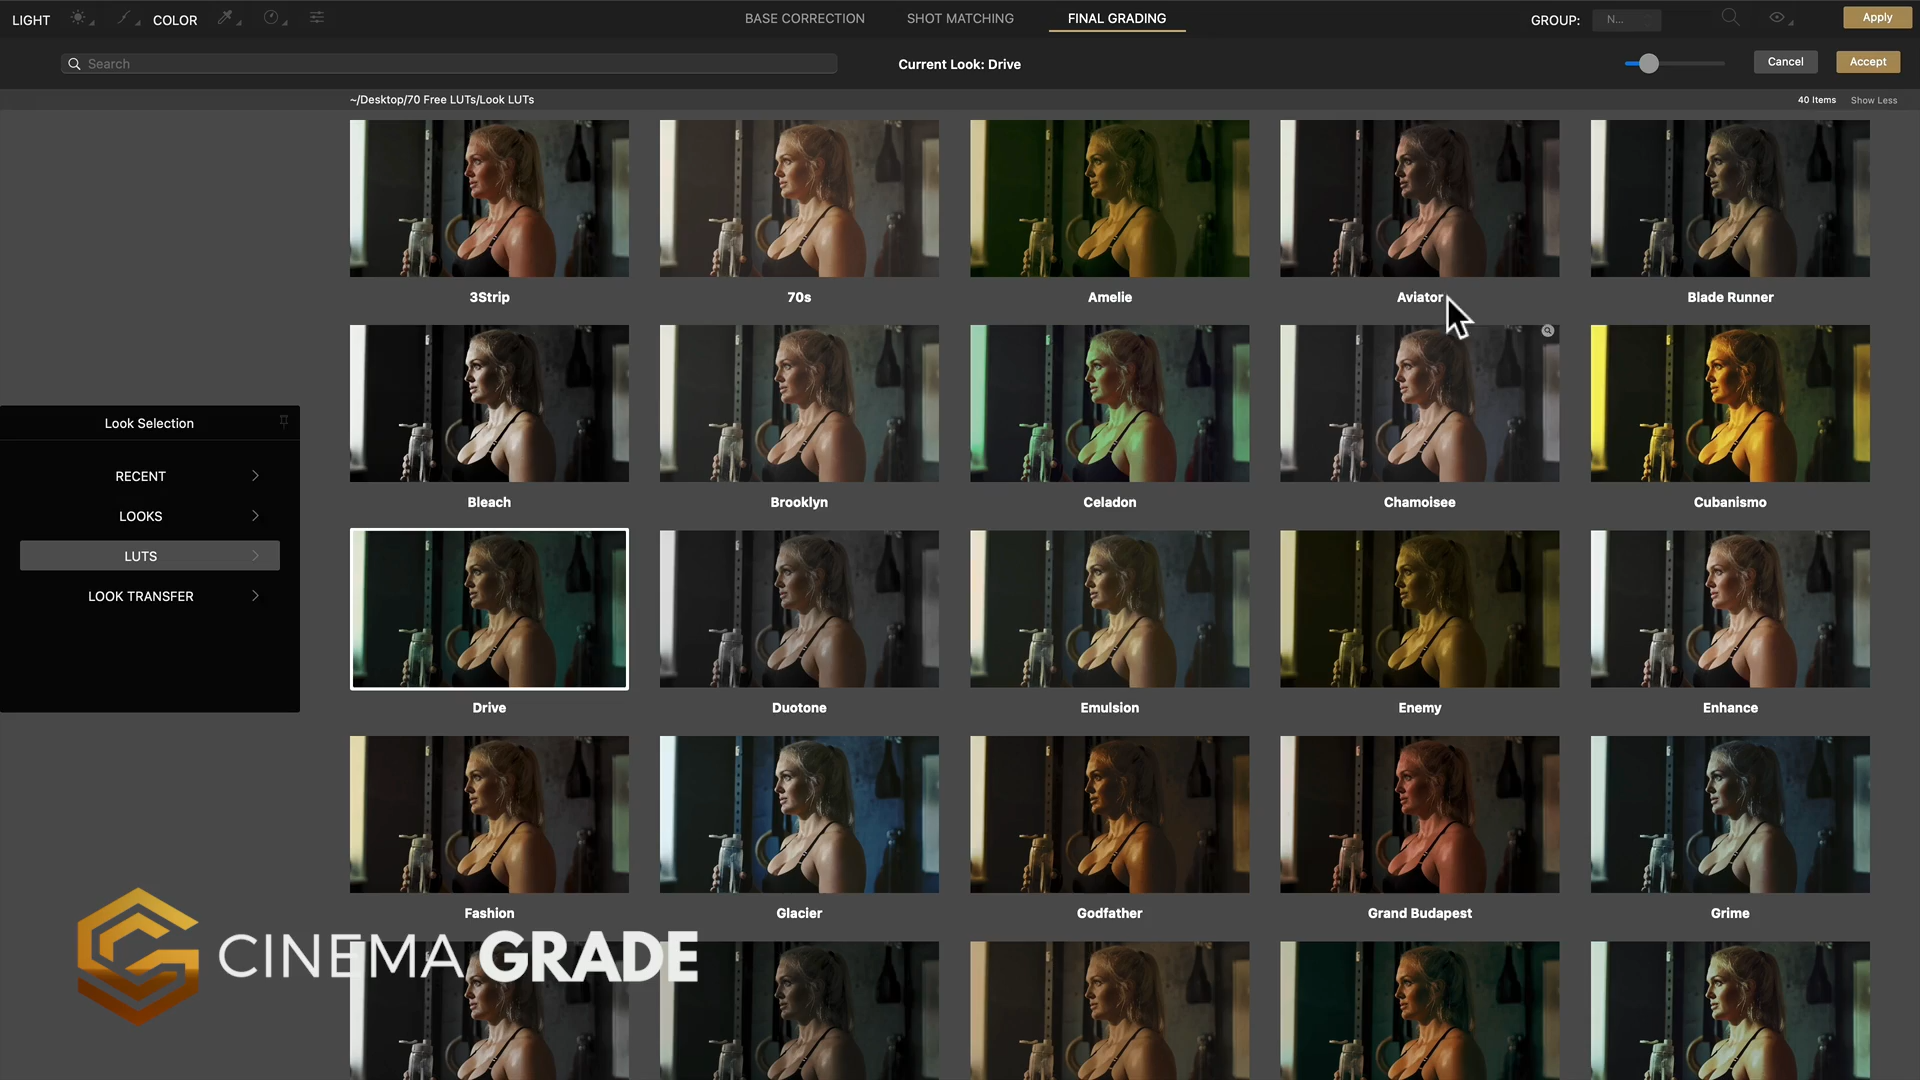 LIGHT COLOR BASE CORRECTION SHOT MATCHING FINAL GRADING GROUP: N... Apply
Search Current Look: Drive Cancel Accept
~/Desktop/70 Free LUTs/Look LUTs 40 Items Show Less
3Strip 70s Amelie Aviator Blade Runner
Bleach Brooklyn Celadon Chamoisee Cubanismo
Look Selection
RECENT
LOOKS
LUTS
LOOK TRANSFER
Drive Duotone Emulsion Enemy Enhance
Fashion Glacier Godfather Grand Budapest Grime
CINEMA GRADE